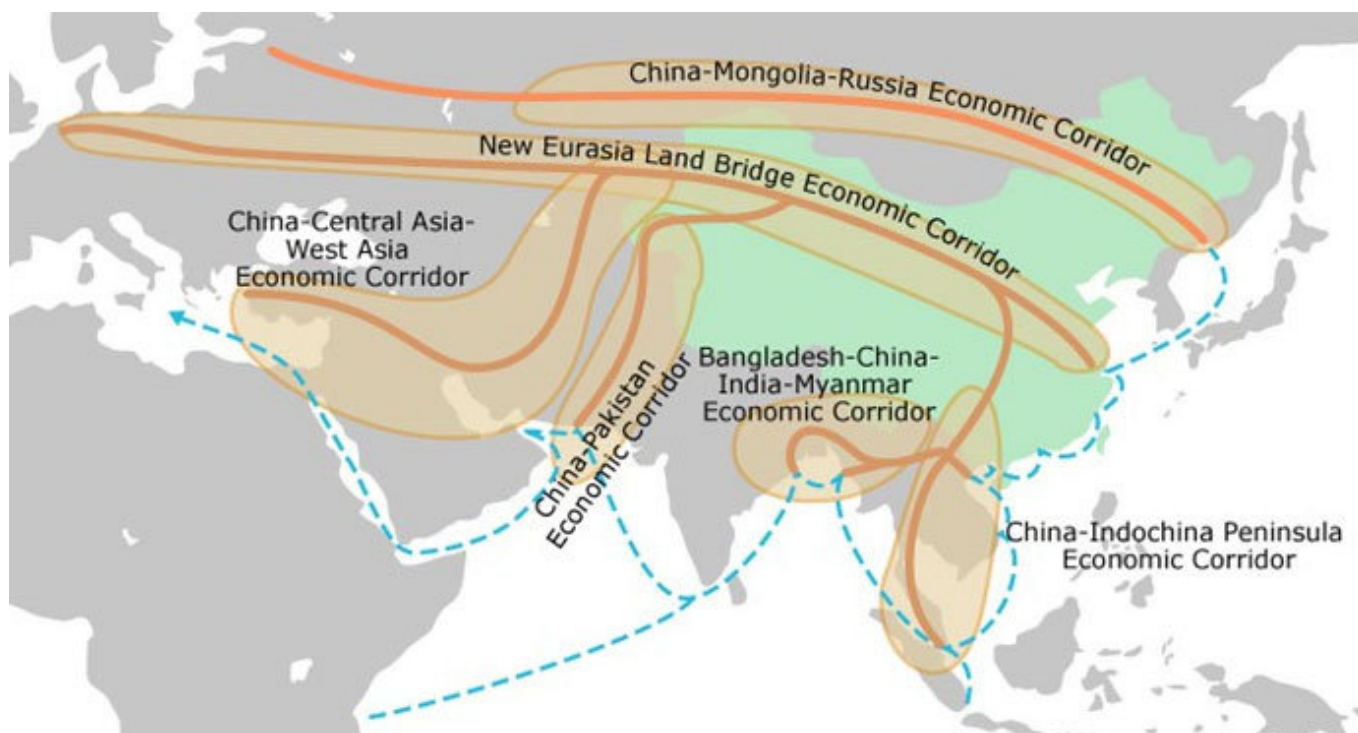 China-Mongolia-Russia Economic Corridor
New Eurasia Land Bridge Economic Corridor
China-Central Asia-
West Asia
Economic Corridor
Bangladesh-China-
India-Myanmar
Economic Corridor
China-Pakistan
Economic Corridor
China-Indochina Peninsula
Economic Corridor